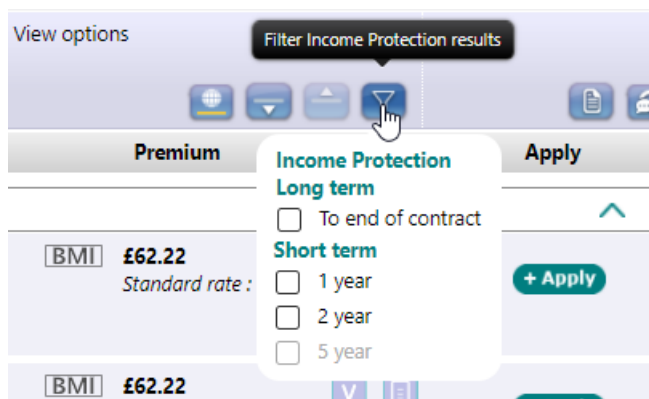 View options
Filter Income Protection results
Premium
Apply
Income Protection
Long term
To end of contract
Short term
1 year
2 year
5 year
BMI £62.22
Standard rate :
+ Apply
BMI £62.22